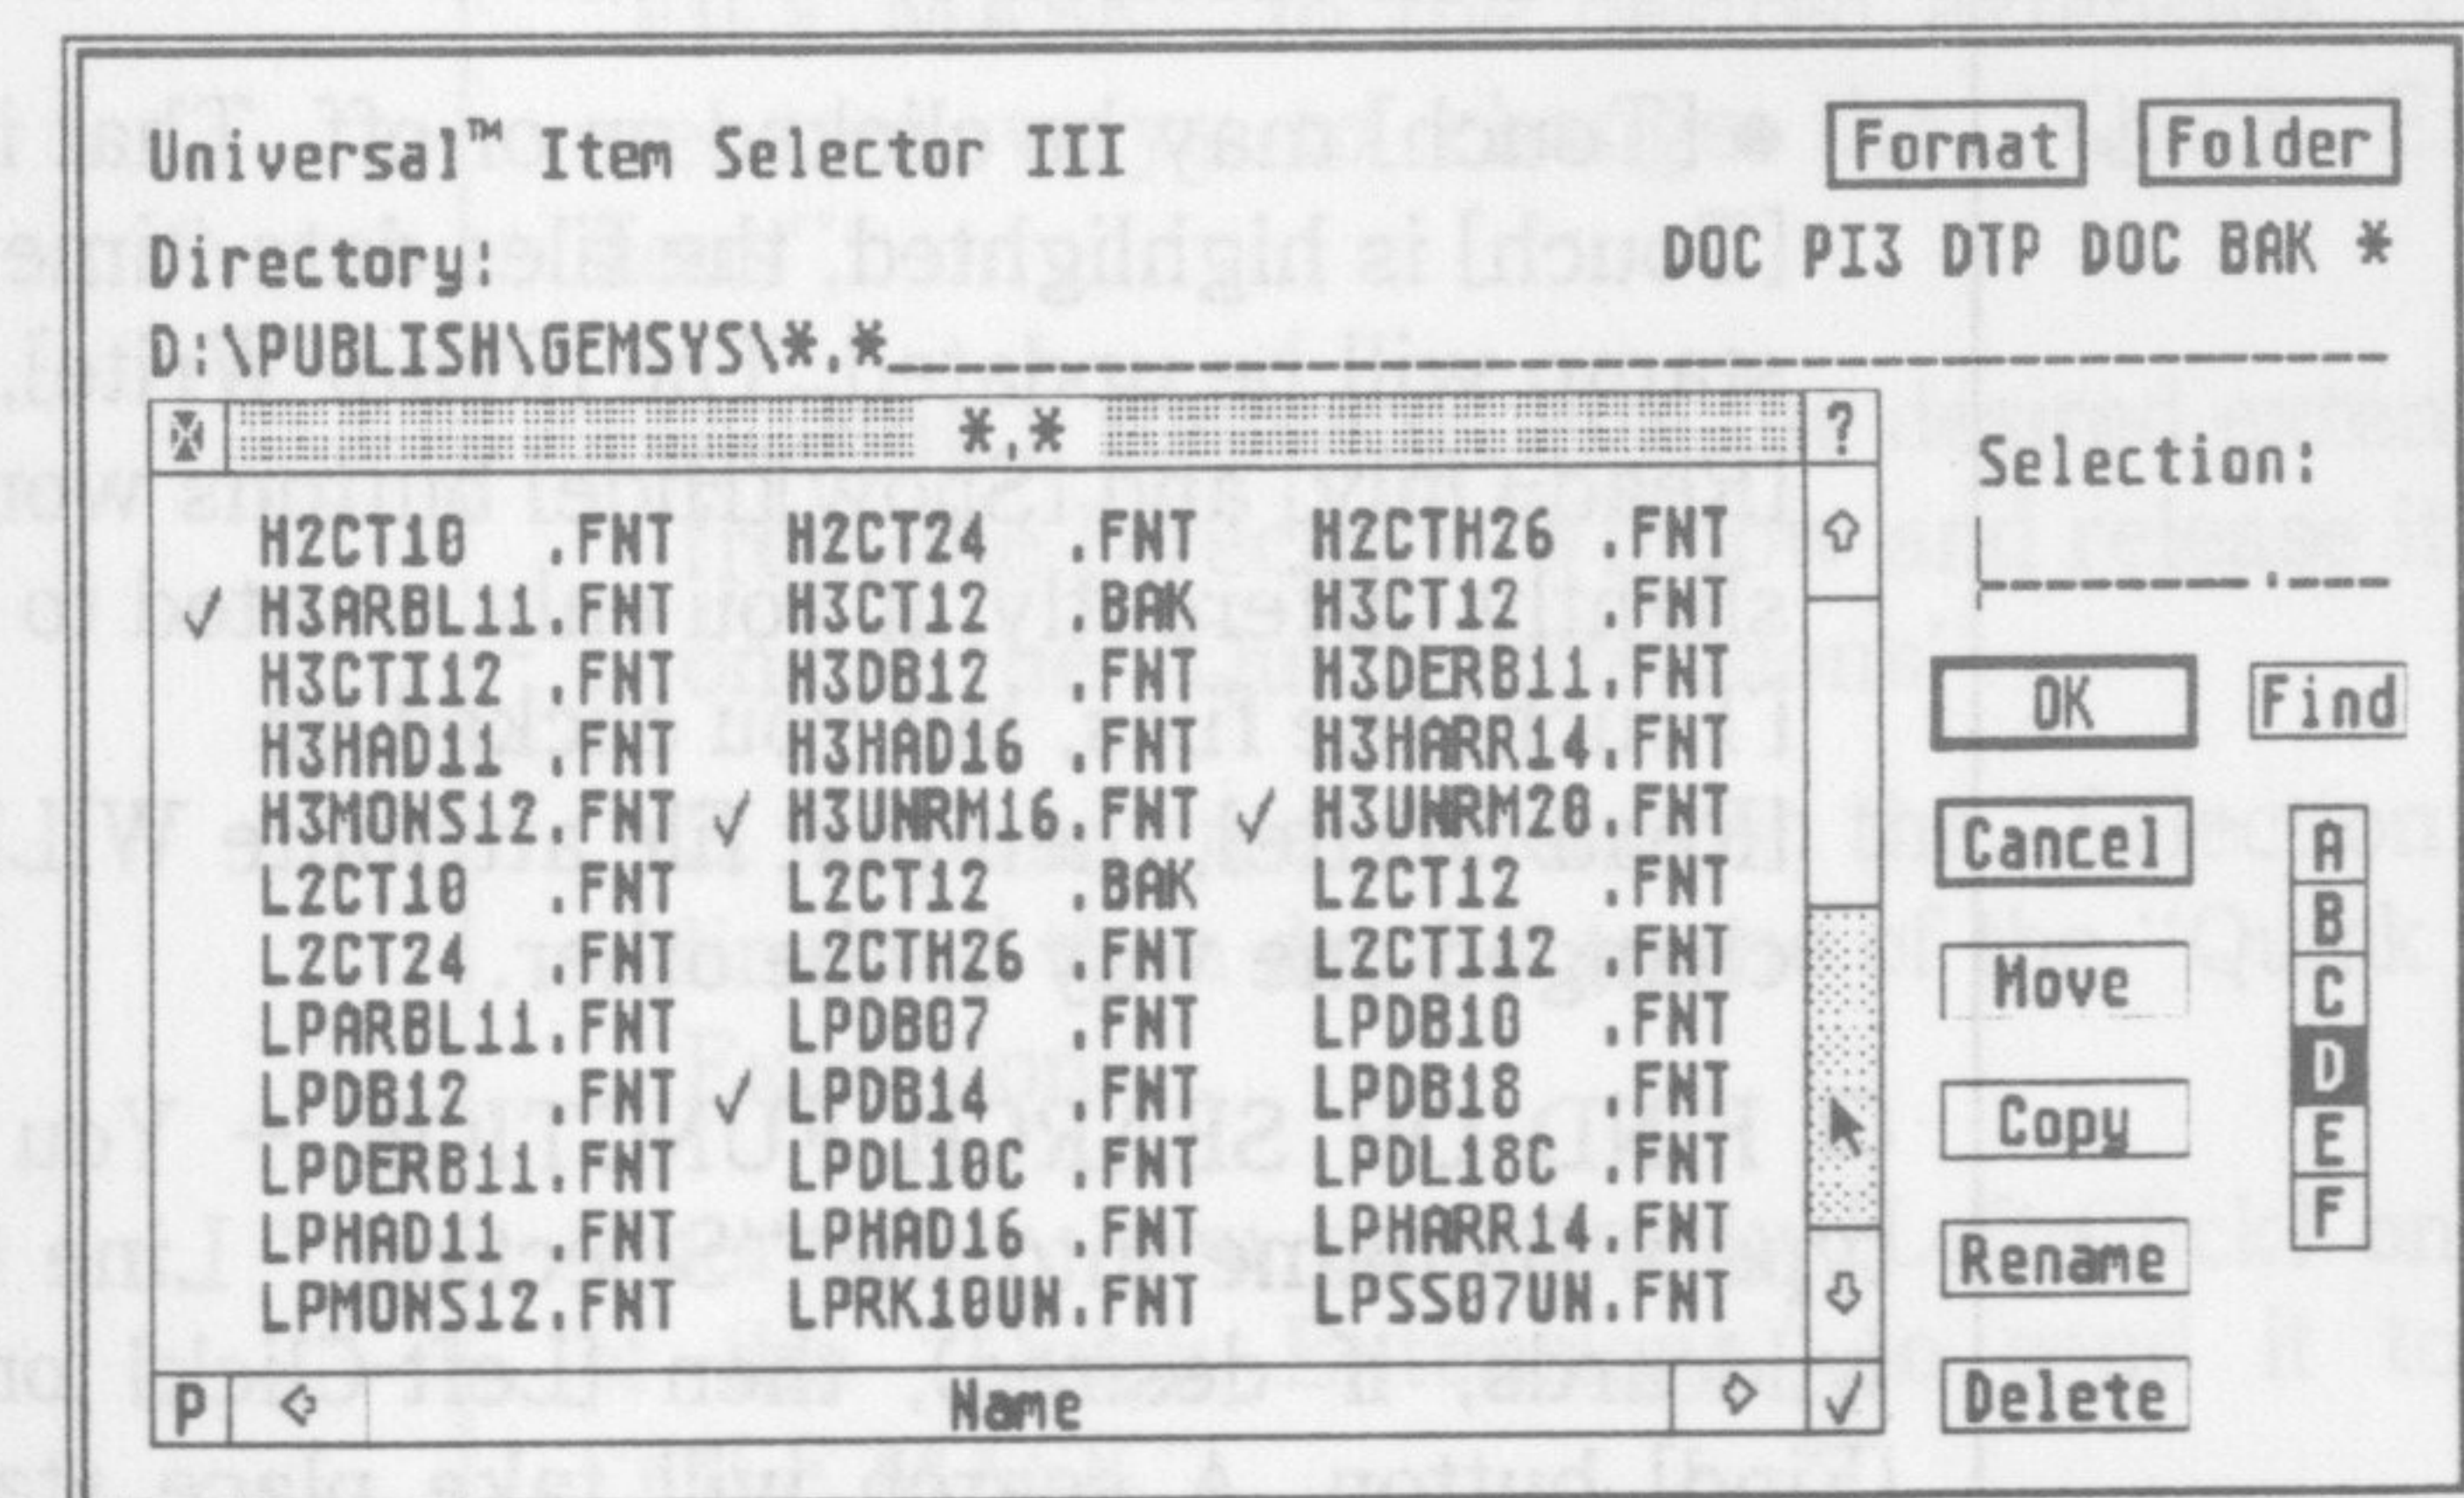 Universal™ Item Selector III Format Folder
Directory: DOC PI3 DTP DOC BAK *
D:\PUBLISH\GEMSYS\*.*
*.* ?
Selection:
H2CT10 .FNT H2CT24 .FNT H2CTH26 .FNT
✓ H3ARBL11.FNT H3CT12 .BAK H3CT12 .FNT
H3CTI12 .FNT H3DB12 .FNT H3DERB11.FNT
OK Find
H3HAD11 .FNT H3HAD16 .FNT H3HARR14.FNT
H3MONS12.FNT ✓ H3UNRM16.FNT ✓ H3UNRM20.FNT
Cancel A
L2CT10 .FNT L2CT12 .BAK L2CT12 .FNT
B
L2CT24 .FNT L2CTH26 .FNT L2CTI12 .FNT
Move C
LPARBL11.FNT LPDB07 .FNT LPDB10 .FNT
D
LPDB12 .FNT ✓ LPDB14 .FNT LPDB18 .FNT
Copy E
LPDERB11.FNT LPDL10C .FNT LPDL18C .FNT
F
LPHAD11 .FNT LPHAD16 .FNT LPHARR14.FNT
Rename
LPMONS12.FNT LPRK10UN.FNT LPSS07UN.FNT
P Name ✓ Delete